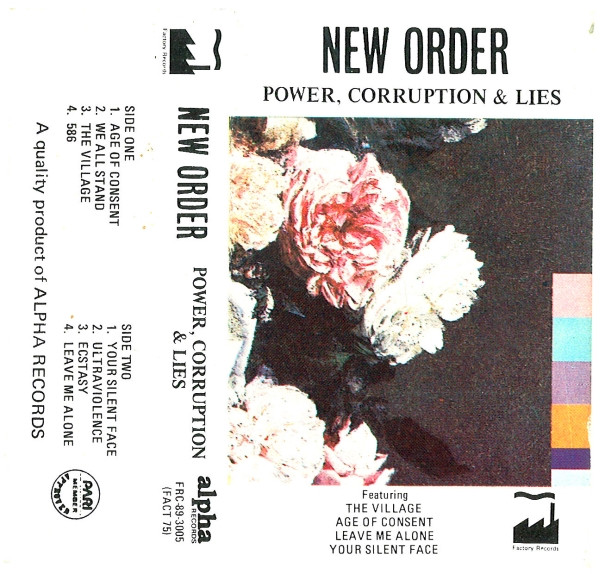 A quality product of ALPHA RECORDS
SIDE ONE
1. AGE OF CONSENT
2. WE ALL STAND
3. THE VILLAGE
4. 586
SIDE TWO
1. YOUR SILENT FACE
2. ULTRAVIOLENCE
3. ECSTASY
4. LEAVE ME ALONE
PARI
MEMBER
Factory Records
NEW ORDER
POWER, CORRUPTION
& LIES
alpha
RECORDS
FRC-89-3005
(FACT 75)
NEW ORDER
POWER, CORRUPTION & LIES
Featuring
THE VILLAGE
AGE OF CONSENT
LEAVE ME ALONE
YOUR SILENT FACE
Factory Records